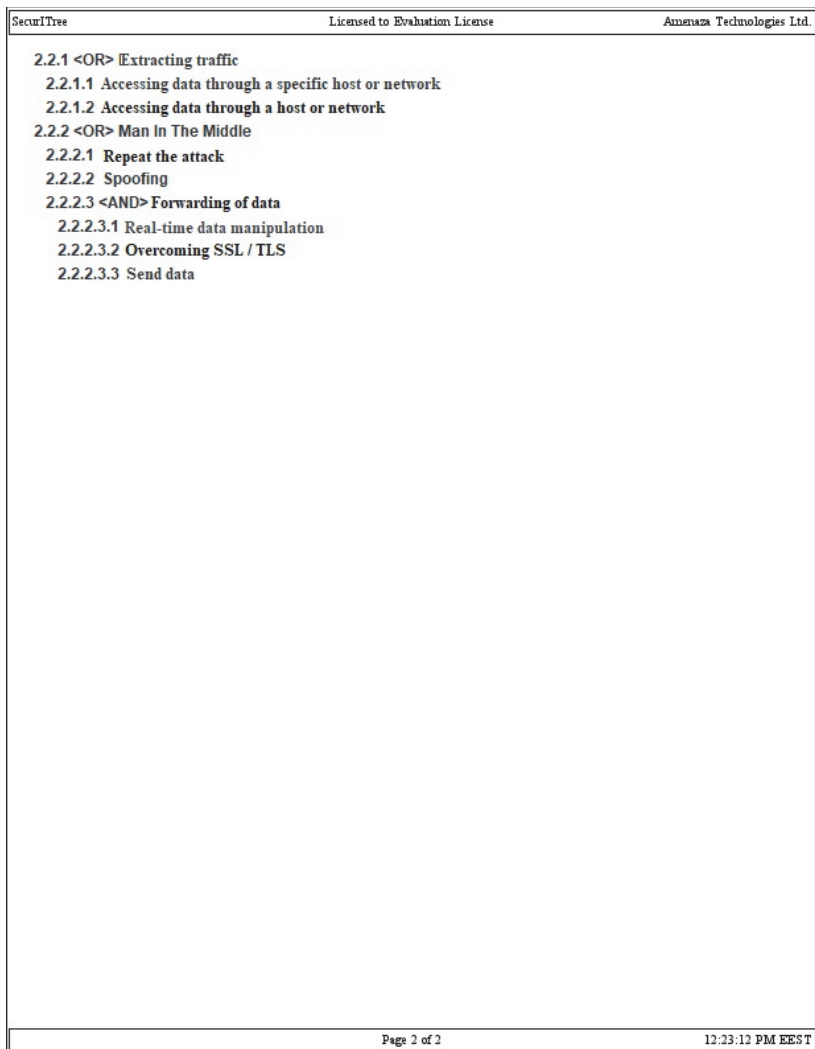 SecurITree Licensed to Evaluation License Amenaza Technologies Ltd.
2.2.1 <OR> Extracting traffic
2.2.1.1 Accessing data through a specific host or network
2.2.1.2 Accessing data through a host or network
2.2.2 <OR> Man In The Middle
2.2.2.1 Repeat the attack
2.2.2.2 Spoofing
2.2.2.3 <AND> Forwarding of data
2.2.2.3.1 Real-time data manipulation
2.2.2.3.2 Overcoming SSL / TLS
2.2.2.3.3 Send data
Page 2 of 2 12:23:12 PM EEST